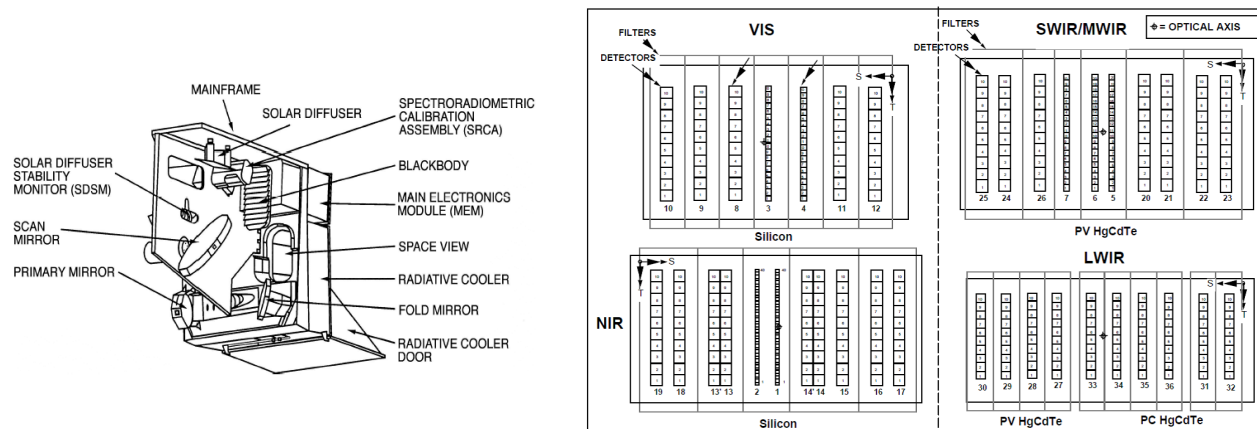 MAINFRAME
SOLAR DIFFUSER
SPECTRORADIOMETRIC
CALIBRATION
ASSEMBLY (SRCA)
BLACKBODY
MAIN ELECTRONICS
MODULE (MEM)
SPACE VIEW
RADIATIVE COOLER
FOLD MIRROR
RADIATIVE COOLER
DOOR
SOLAR DIFFUSER
STABILITY
MONITOR (SDSM)
SCAN
MIRROR
PRIMARY MIRROR
VIS
FILTERS
DETECTORS
S
T
10 9 8 3 4 11 12
Silicon
SWIR/MWIR
= OPTICAL AXIS
FILTERS
DETECTORS
S
T
25 24 26 7 6 5 20 21 22 23
PV HgCdTe
NIR
S
T
19 18 13' 13 2 1 14' 14 15 16 17
Silicon
LWIR
S
T
30 29 28 27 33 34 35 36 31 32
PV HgCdTe PC HgCdTe